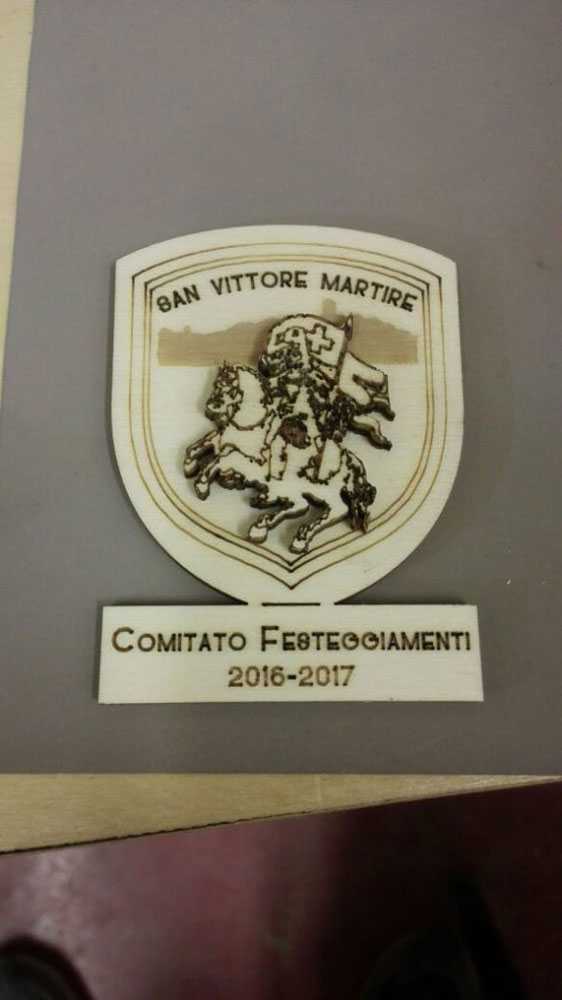 SAN VITTORE MARTIRE
COMITATO FESTEGGIAMENTI
2016-2017